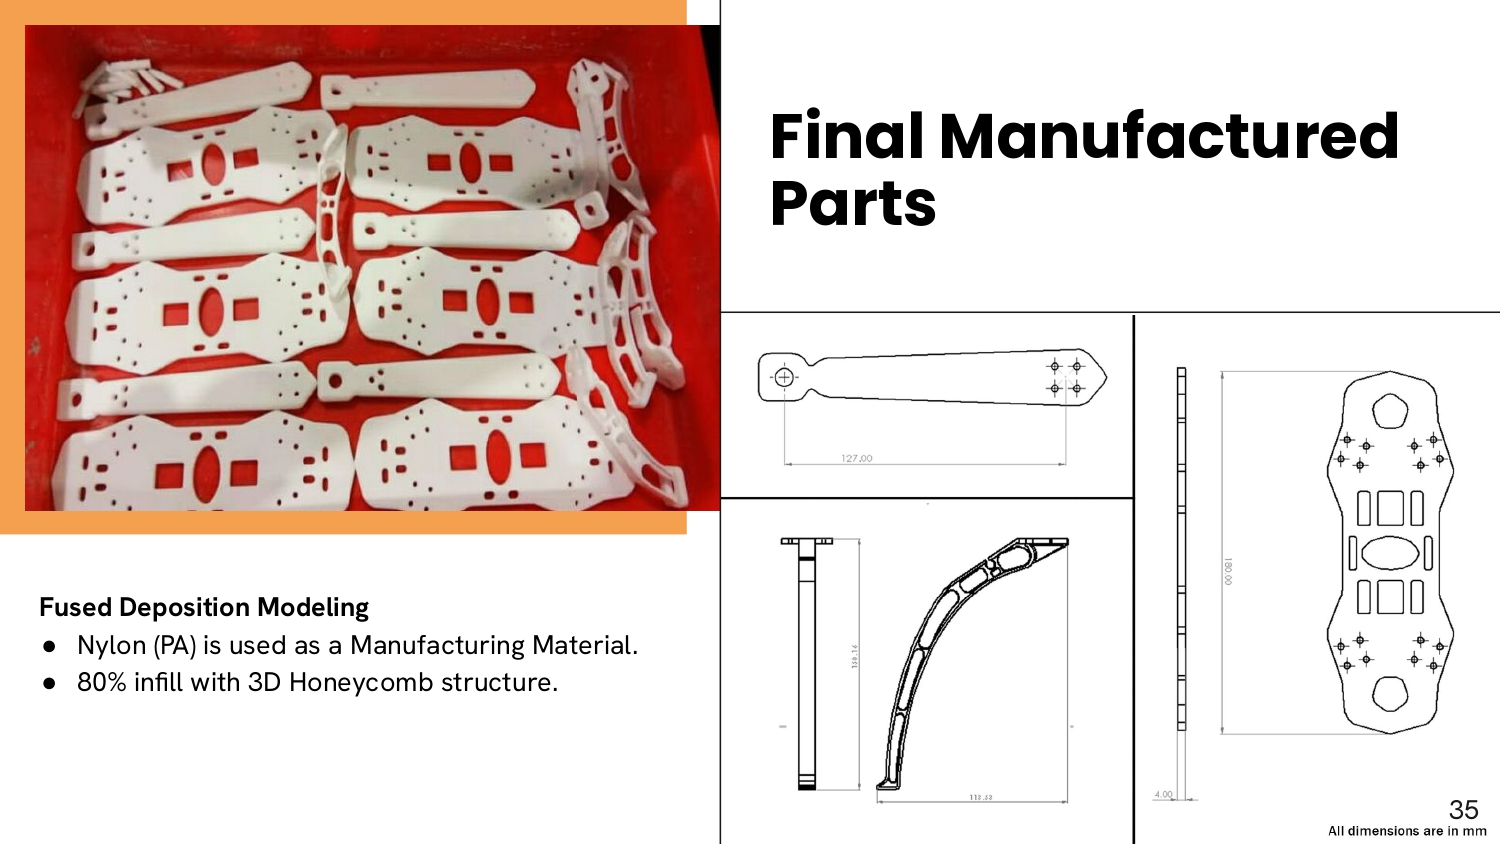 Final Manufactured
Parts
127.00
180.00
4.00
Fused Deposition Modeling
● Nylon (PA) is used as a Manufacturing Material.
● 80% infill with 3D Honeycomb structure.
35
All dimensions are in mm